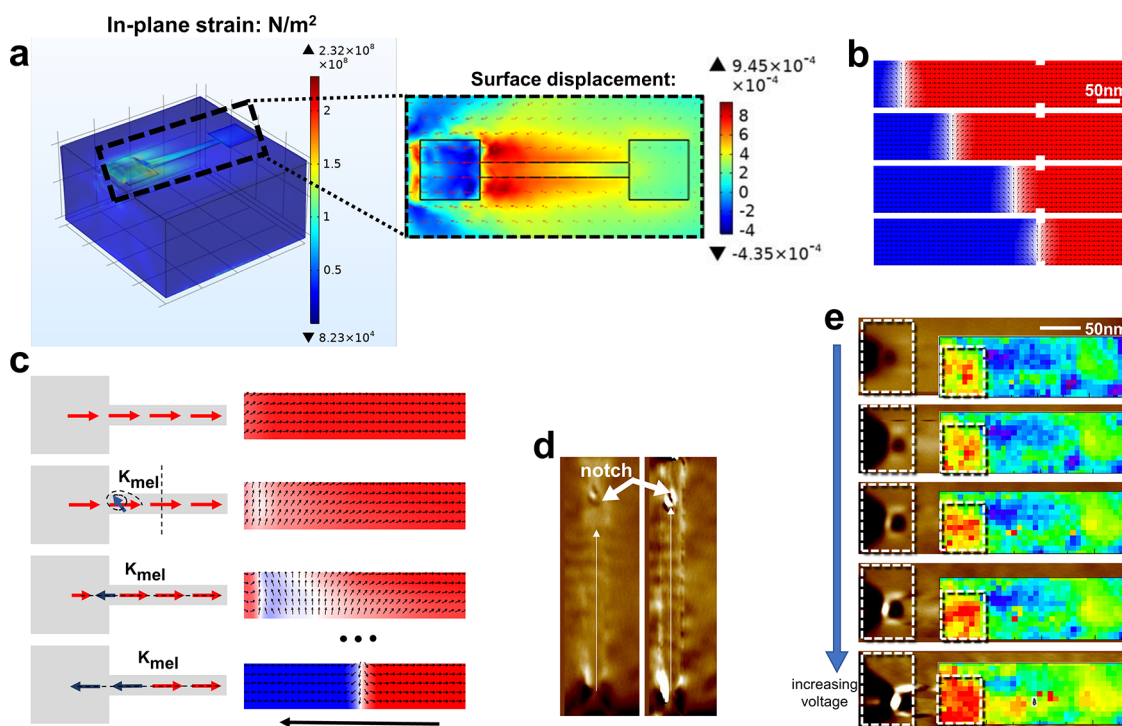 a
In-plane strain: N/m²
▲ 2.32×10⁸
×10⁸
2
1.5
1
0.5
▼ 8.23×10⁴
Surface displacement:
▲ 9.45×10⁻⁴
×10⁻⁴
8
6
4
2
0
-2
-4
▼ -4.35×10⁻⁴
b
50nm
c
Kmel
Kmel
Kmel
d
notch
e
50nm
increasing
voltage